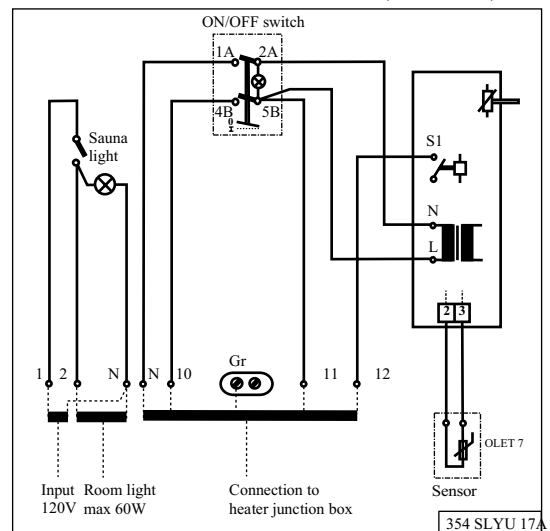 ON/OFF switch
1A 2A
4B 5B
0
I
Sauna
light
S1
N
L
2 3
Gr
1 2 N N 10 11 12
OLET 7
Input
120V
Room light
max 60W
Connection to
heater junction box
Sensor
354 SLYU 17A